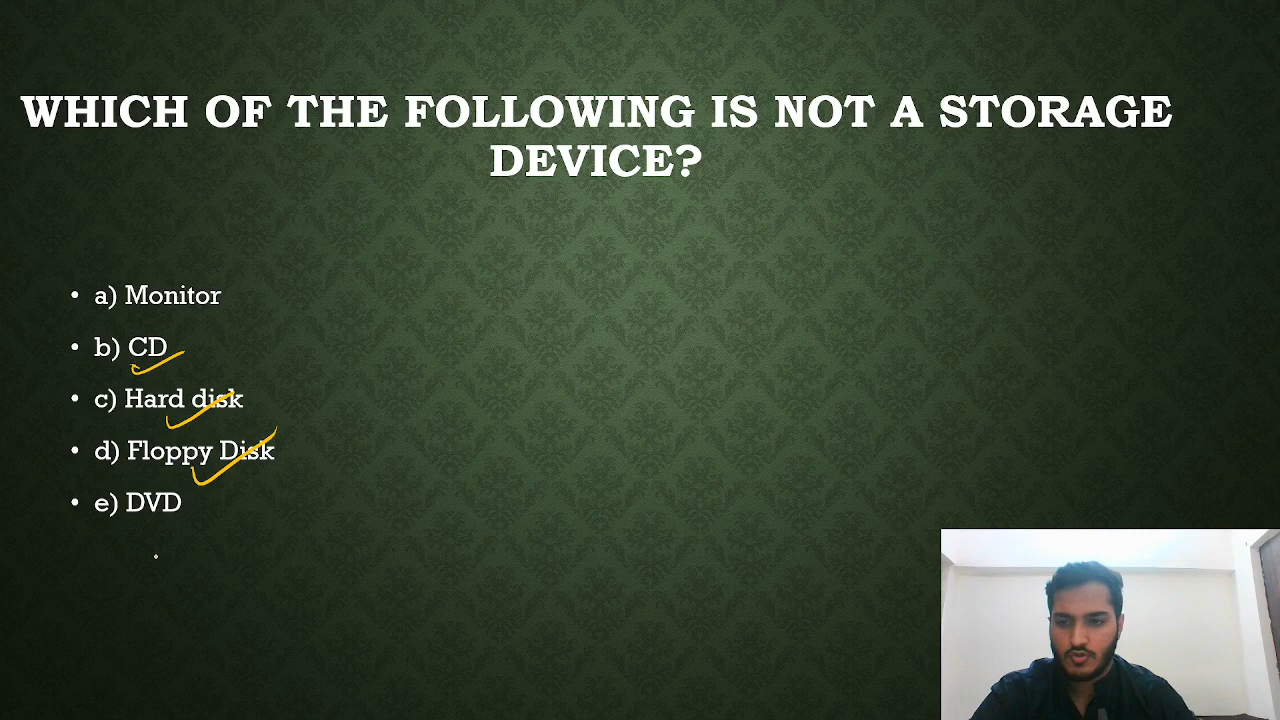 WHICH OF THE FOLLOWING IS NOT A STORAGE
DEVICE?
• a) Monitor
• b) CD
• c) Hard disk
• d) Floppy Disk
• e) DVD